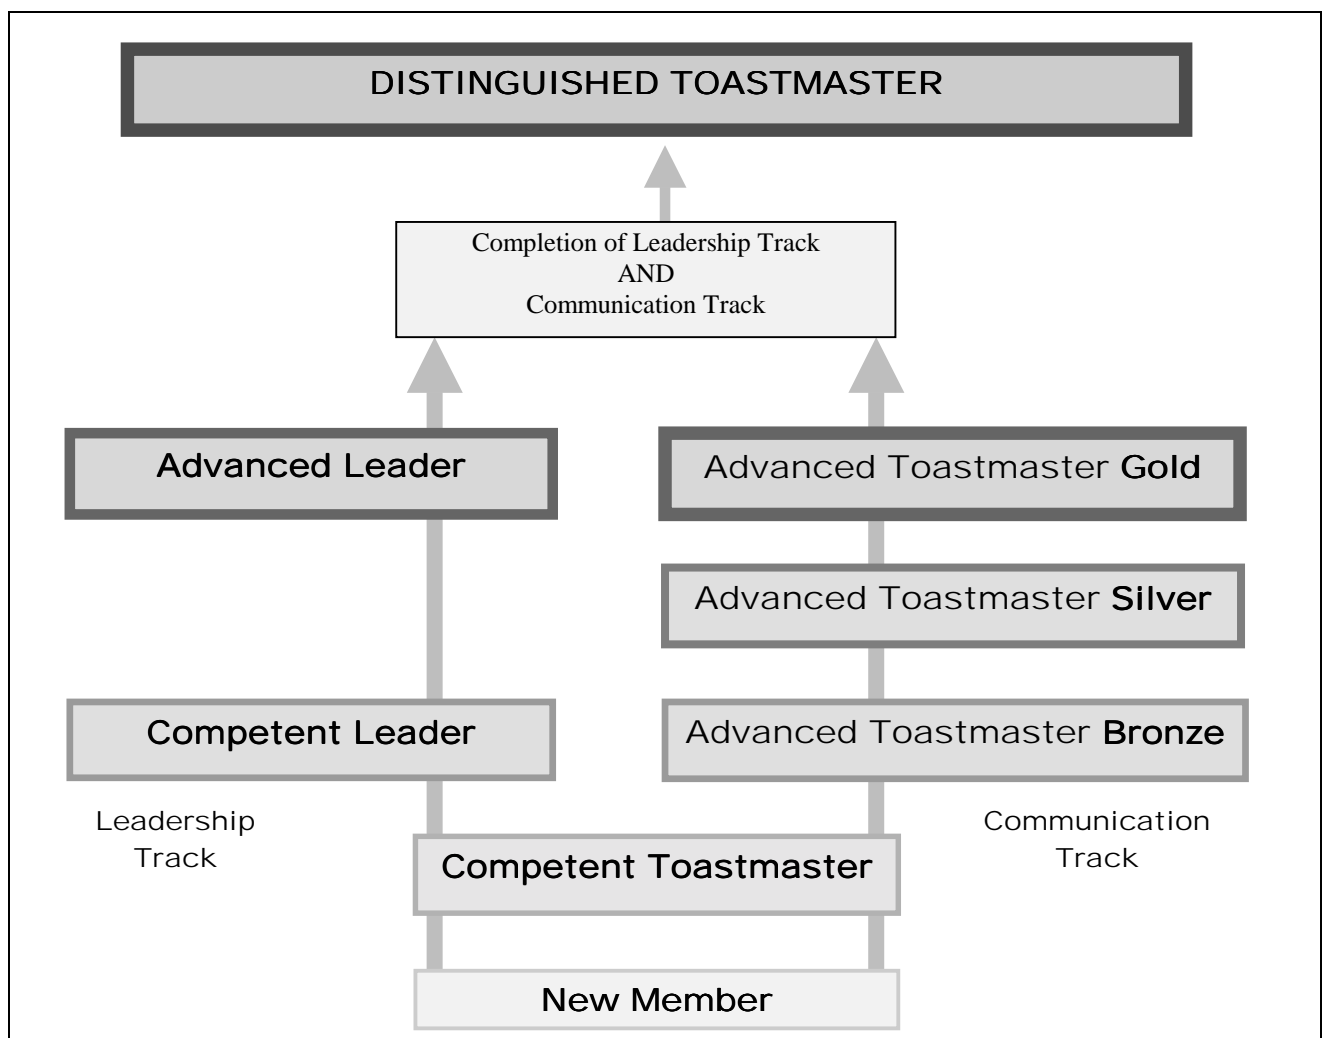 DISTINGUISHED TOASTMASTER
Completion of Leadership Track
AND
Communication Track
Advanced Leader
Advanced Toastmaster Gold
Advanced Toastmaster Silver
Competent Leader
Advanced Toastmaster Bronze
Leadership
Track
Communication
Track
Competent Toastmaster
New Member